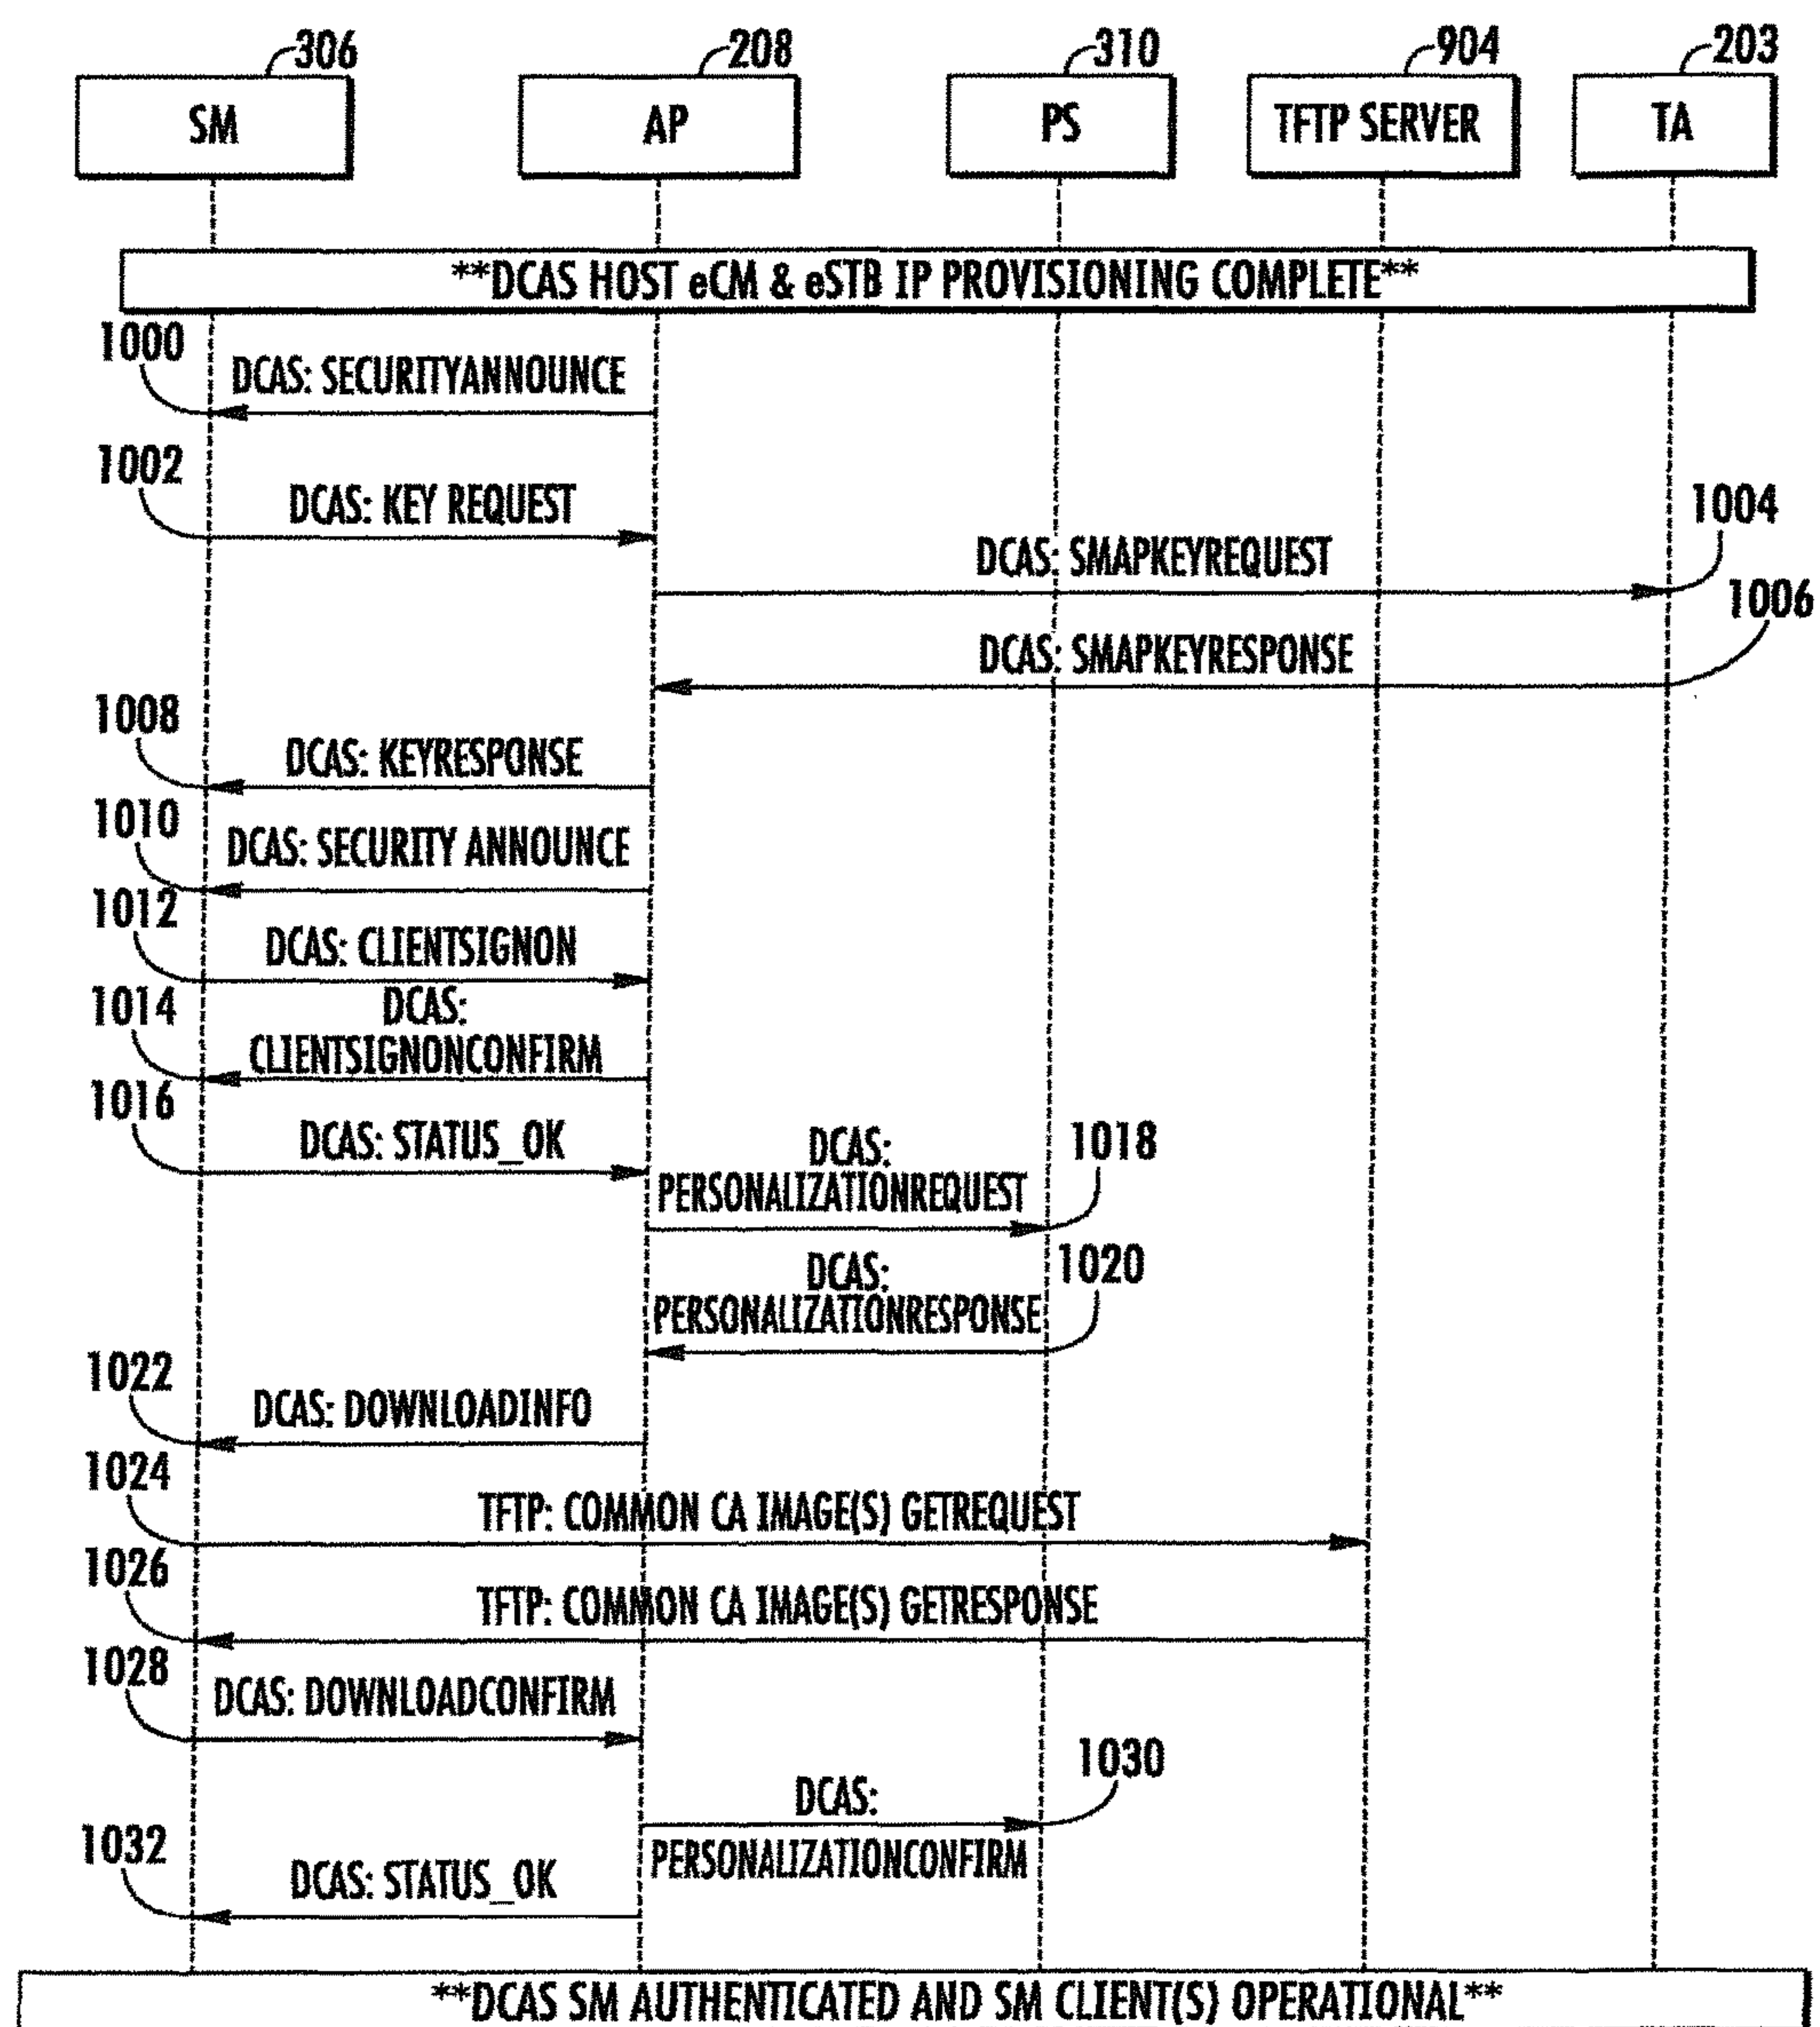 306
208
310
904
203
SM
AP
PS
TFTP SERVER
TA
**DCAS HOST eCM & eSTB IP PROVISIONING COMPLETE**
1000
DCAS: SECURITYANNOUNCE
1002
DCAS: KEY REQUEST
1004
DCAS: SMAPKEYREQUEST
1006
DCAS: SMAPKEYRESPONSE
1008
DCAS: KEYRESPONSE
1010
DCAS: SECURITY ANNOUNCE
1012
DCAS: CLIENTSIGNON
1014
DCAS:
CLIENTSIGNONCONFIRM
1016
DCAS: STATUS_OK
DCAS:
PERSONALIZATIONREQUEST
1018
DCAS:
PERSONALIZATIONRESPONSE
1020
1022
DCAS: DOWNLOADINFO
1024
TFTP: COMMON CA IMAGE(S) GETREQUEST
1026
TFTP: COMMON CA IMAGE(S) GETRESPONSE
1028
DCAS: DOWNLOADCONFIRM
1030
DCAS:
PERSONALIZATIONCONFIRM
1032
DCAS: STATUS_OK
**DCAS SM AUTHENTICATED AND SM CLIENT(S) OPERATIONAL**